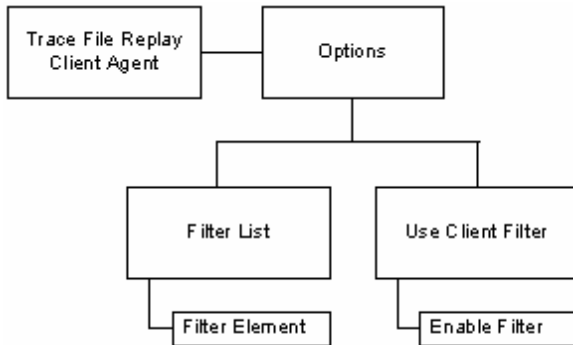 Trace File Replay
Client Agent
Options
Filter List
Use Client Filter
Filter Element
Enable Filter